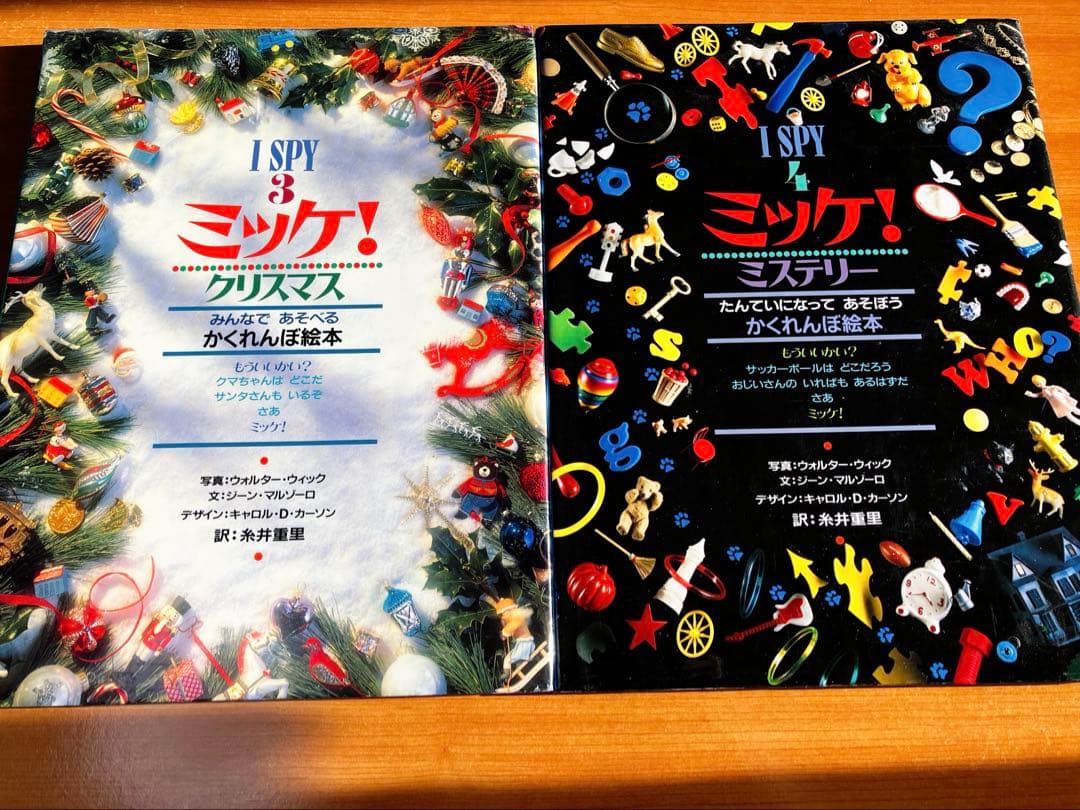 I SPY
3
ミッケ!
クリスマス
みんなで あそべる
かくれんぼ絵本
もういいかい?
クマちゃんは どこだ
サンタさんも いるぞ
さあ
ミッケ!
写真:ウォルター・ウィック
文:ジーン・マルゾーロ
デザイン:キャロル・D・カーソン
訳:糸井重里
I SPY
4
ミッケ!
ミステリー
たんていになって あそぼう
かくれんぼ絵本
もういいかい?
サッカーボールは どこだろう
おじいさんの いればも あるはずだ
さあ
ミッケ!
写真:ウォルター・ウィック
文:ジーン・マルゾーロ
デザイン:キャロル・D・カーソン
訳:糸井重里
?
WHO?
g
A